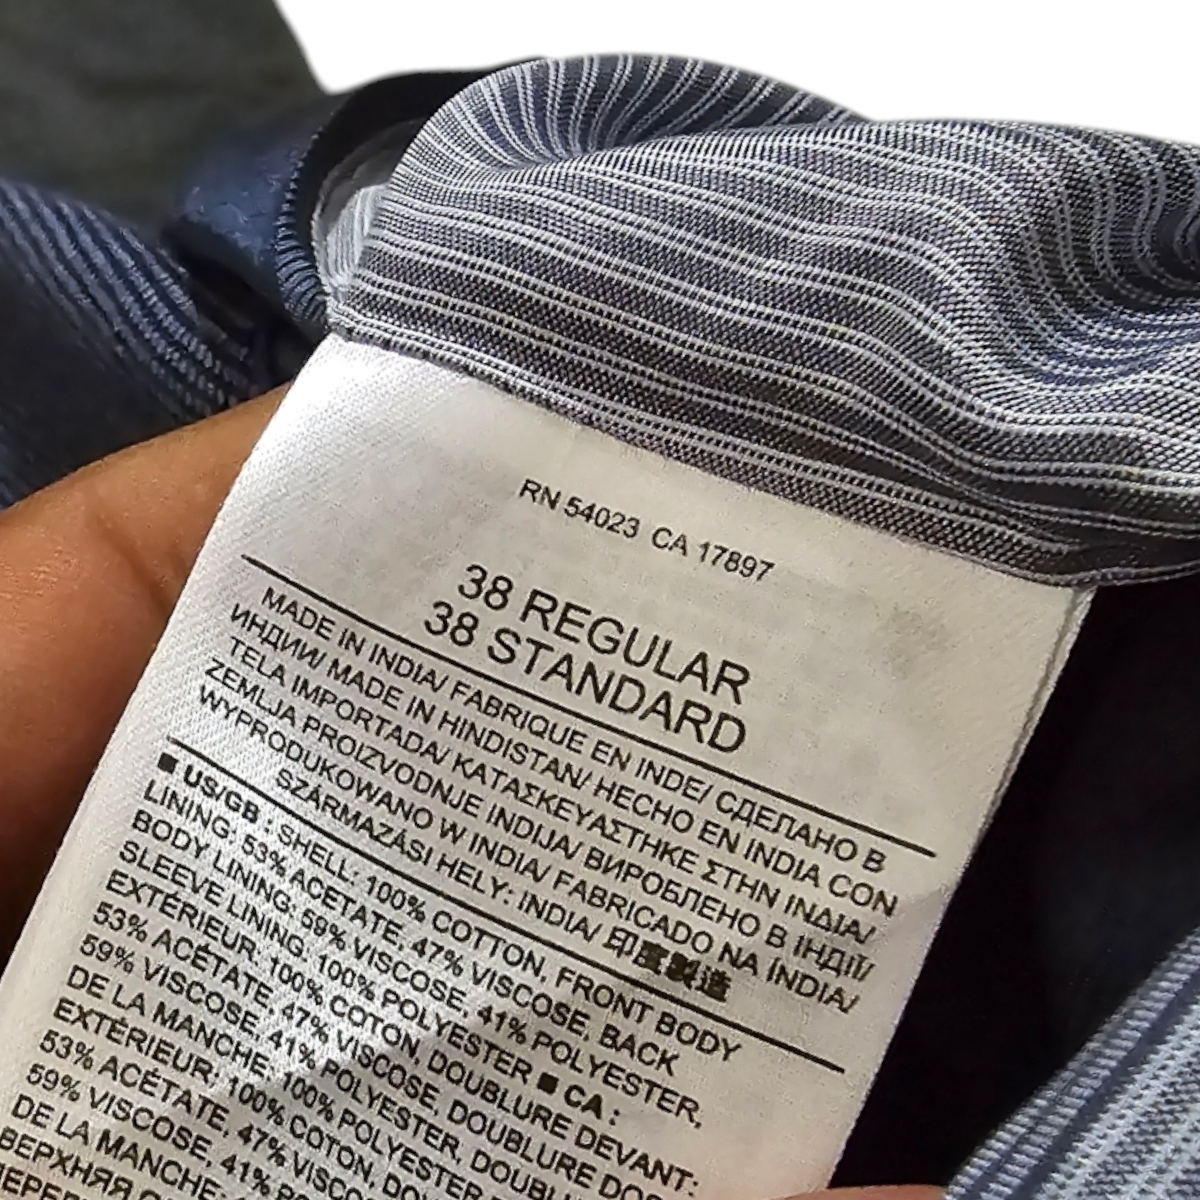 RN 54023 CA 17897
38 REGULAR
38 STANDARD
MADE IN INDIA/ FABRIQUE EN INDE/ СДЕЛАНО В
ИНДИИ/ MADE IN HINDISTAN/ HECHO EN INDIA CON
TELA IMPORTADA/ ΚΑΤΑΣΚΕΥΑΣΤΗΚΕ ΣΤΗΝ ΙΝΔΙΑ/
ZEMLJA PROIZVODNJE INDIJA/ ВИРОБЛЕНО В ІНДІЇ/
WYPRODUKOWANO W INDIA/ FABRICADO NA ÍNDIA/
SZÁRMAZÁSI HELY: INDIA/ 印度製造
■ US/GB : SHELL: 100% COTTON, FRONT BODY
LINING: 53% ACETATE, 47% VISCOSE, BACK
BODY LINING: 59% VISCOSE, 41% POLYESTER,
SLEEVE LINING: 100% POLYESTER ■ CA :
EXTÉRIEUR: 100% COTON, DOUBLURE DEVANT:
53% ACÉTATE, 47% VISCOSE, DOUBLURE
59% VISCOSE, 41% POLYESTER, DOUBLURE
DE LA MANCHE: 100% POLYESTER
EXTÉRIEUR: 100% COTON,
53% ACÉTATE, 47%
59% VISCOSE, 41%
DE LA MANCHE:
ВЕРХНЯЯ